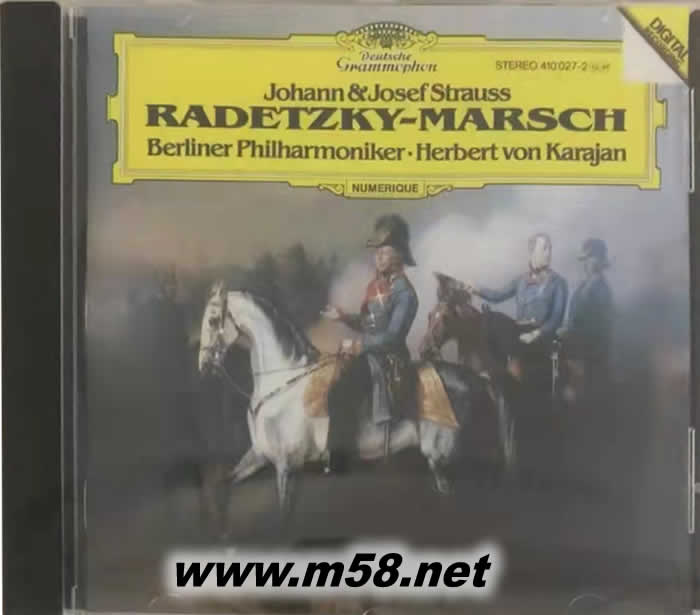 Deutsche
Grammophon
STEREO 410 027-2
DIGITAL
Johann & Josef Strauss
RADETZKY-MARSCH
Berliner Philharmoniker · Herbert von Karajan
NUMERIQUE
www.m58.net